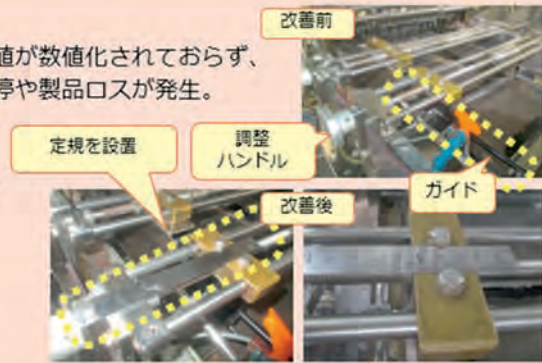 改善前
値が数値化されておらず、
停や製品ロスが発生。
定規を設置
調整
ハンドル
ガイド
改善後